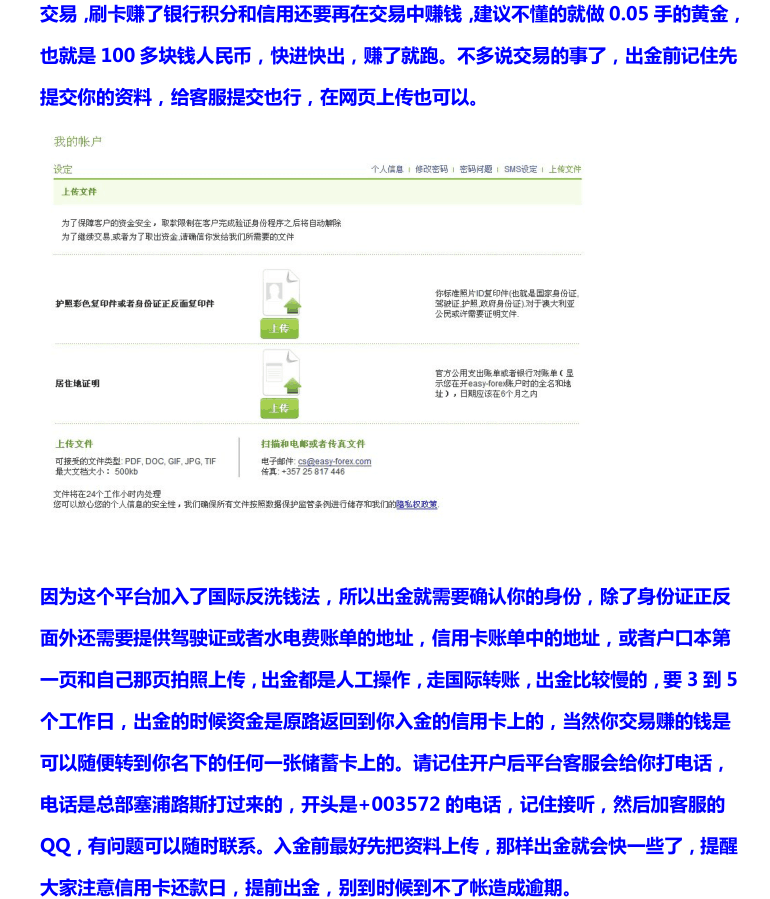 交易，刷卡赚了银行积分和信用还要再在交易中赚钱，建议不懂的就做 0.05 手的黄金，
也就是 100 多块钱人民币，快进快出，赚了就跑。不多说交易的事了，出金前记住先
提交你的资料，给客服提交也行，在网页上传也可以。
我的帐户
设定
个人信息 | 修改密码 | 密码问题 | SMS设定 | 上传文件
上传文件
为了保障客户的资金安全，取款限制在客户完成验证身份程序之后将自动解除
为了继续交易,或者为了取出资金,请确信你发给我们所需要的文件
护照彩色复印件或者身份证正反面复印件
上传
你标准照片ID复印件(也就是国家身份证,
驾驶证,护照,政府身份证).对于澳大利亚
公民或许需要证明文件.
居住地证明
上传
官方公用支出账单或者银行对账单（显
示您在开easy-forex账户时的全名和地
址），日期应该在6个月之内
上传文件
可接受的文件类型: PDF, DOC, GIF, JPG, TIF
最大文档大小： 500kb
扫描和电邮或者传真文件
电子邮件: cs@easy-forex.com
传真: +357 25 817 446
文件将在24个工作小时内处理
您可以放心您的个人信息的安全性，我们确保所有文件按照数据保护监管条例进行储存和我们的隐私权政策.
因为这个平台加入了国际反洗钱法，所以出金就需要确认你的身份，除了身份证正反
面外还需要提供驾驶证或者水电费账单的地址，信用卡账单中的地址，或者户口本第
一页和自己那页拍照上传，出金都是人工操作，走国际转账，出金比较慢的，要 3 到 5
个工作日，出金的时候资金是原路返回到你入金的信用卡上的，当然你交易赚的钱是
可以随便转到你名下的任何一张储蓄卡上的。请记住开户后平台客服会给你打电话，
电话是总部塞浦路斯打过来的，开头是+003572 的电话，记住接听，然后加客服的
QQ，有问题可以随时联系。入金前最好先把资料上传，那样出金就会快一些了，提醒
大家注意信用卡还款日，提前出金，别到时候到不了帐造成逾期。